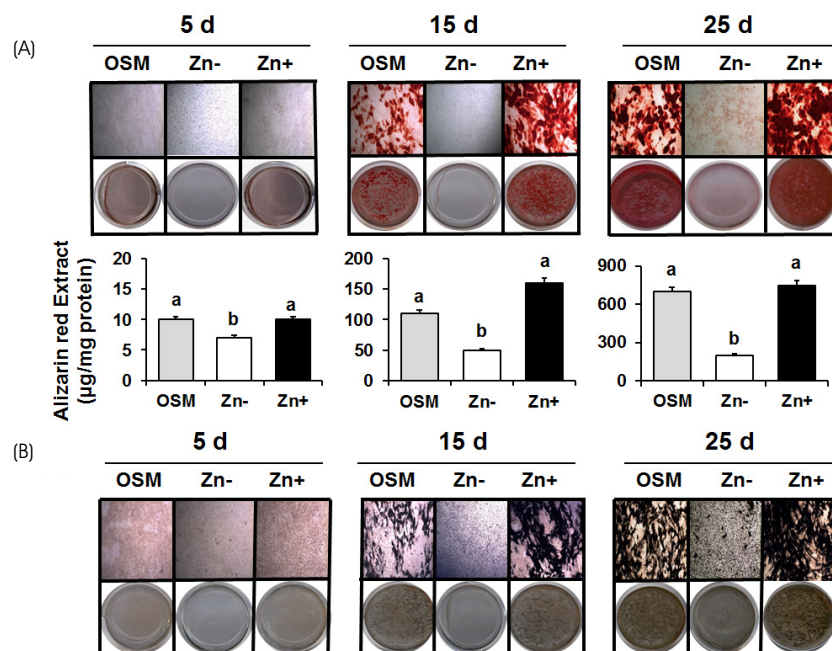 5 d 15 d 25 d
(A)
OSM Zn- Zn+ OSM Zn- Zn+ OSM Zn- Zn+
Alizarin red Extract
(µg/mg protein)
20 200 900
15 150 600
10 100 300
5 50 0
0 0
a b a a b a a b a
OSM Zn- Zn+ OSM Zn- Zn+ OSM Zn- Zn+
(B)
5 d 15 d 25 d
OSM Zn- Zn+ OSM Zn- Zn+ OSM Zn- Zn+